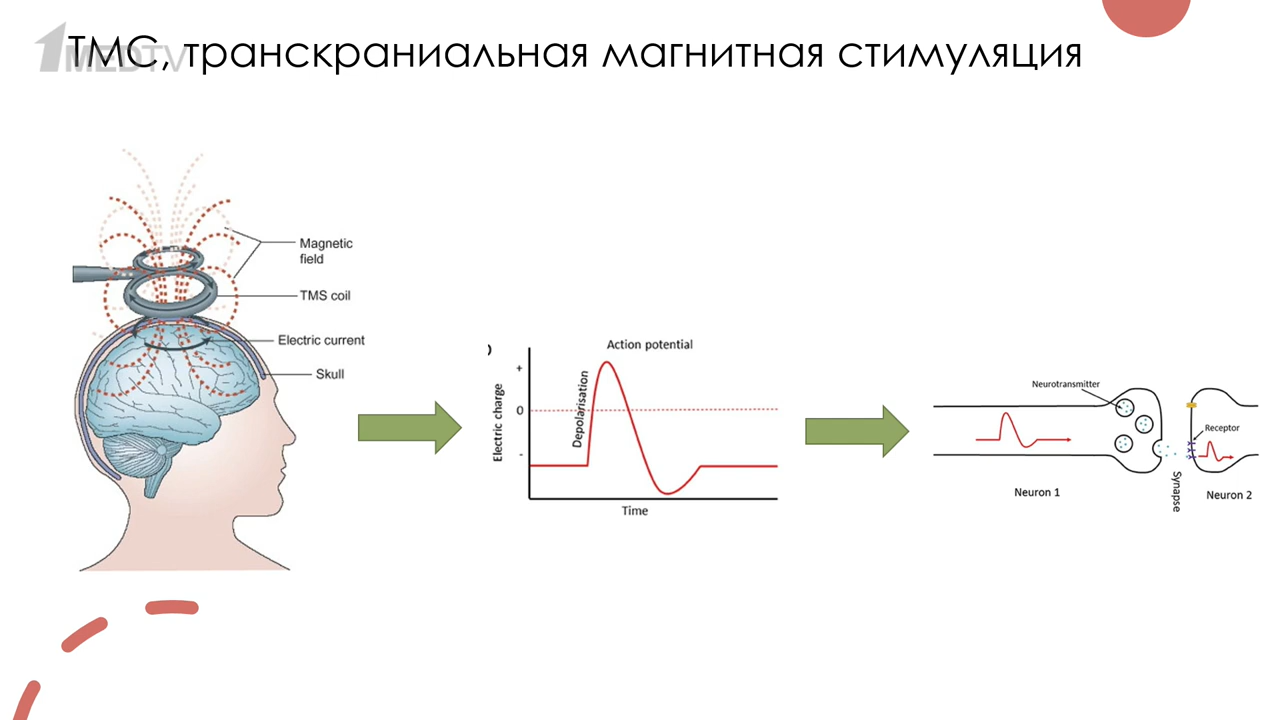 ТМС, транскраниальная магнитная стимуляция
1MEDTV
Magnetic
field
TMS coil
Electric current
Skull
)
Action potential
Electric charge
+
0
-
Depolarisation
Time
Neurotransmitter
Receptor
Synapse
Neuron 1
Neuron 2